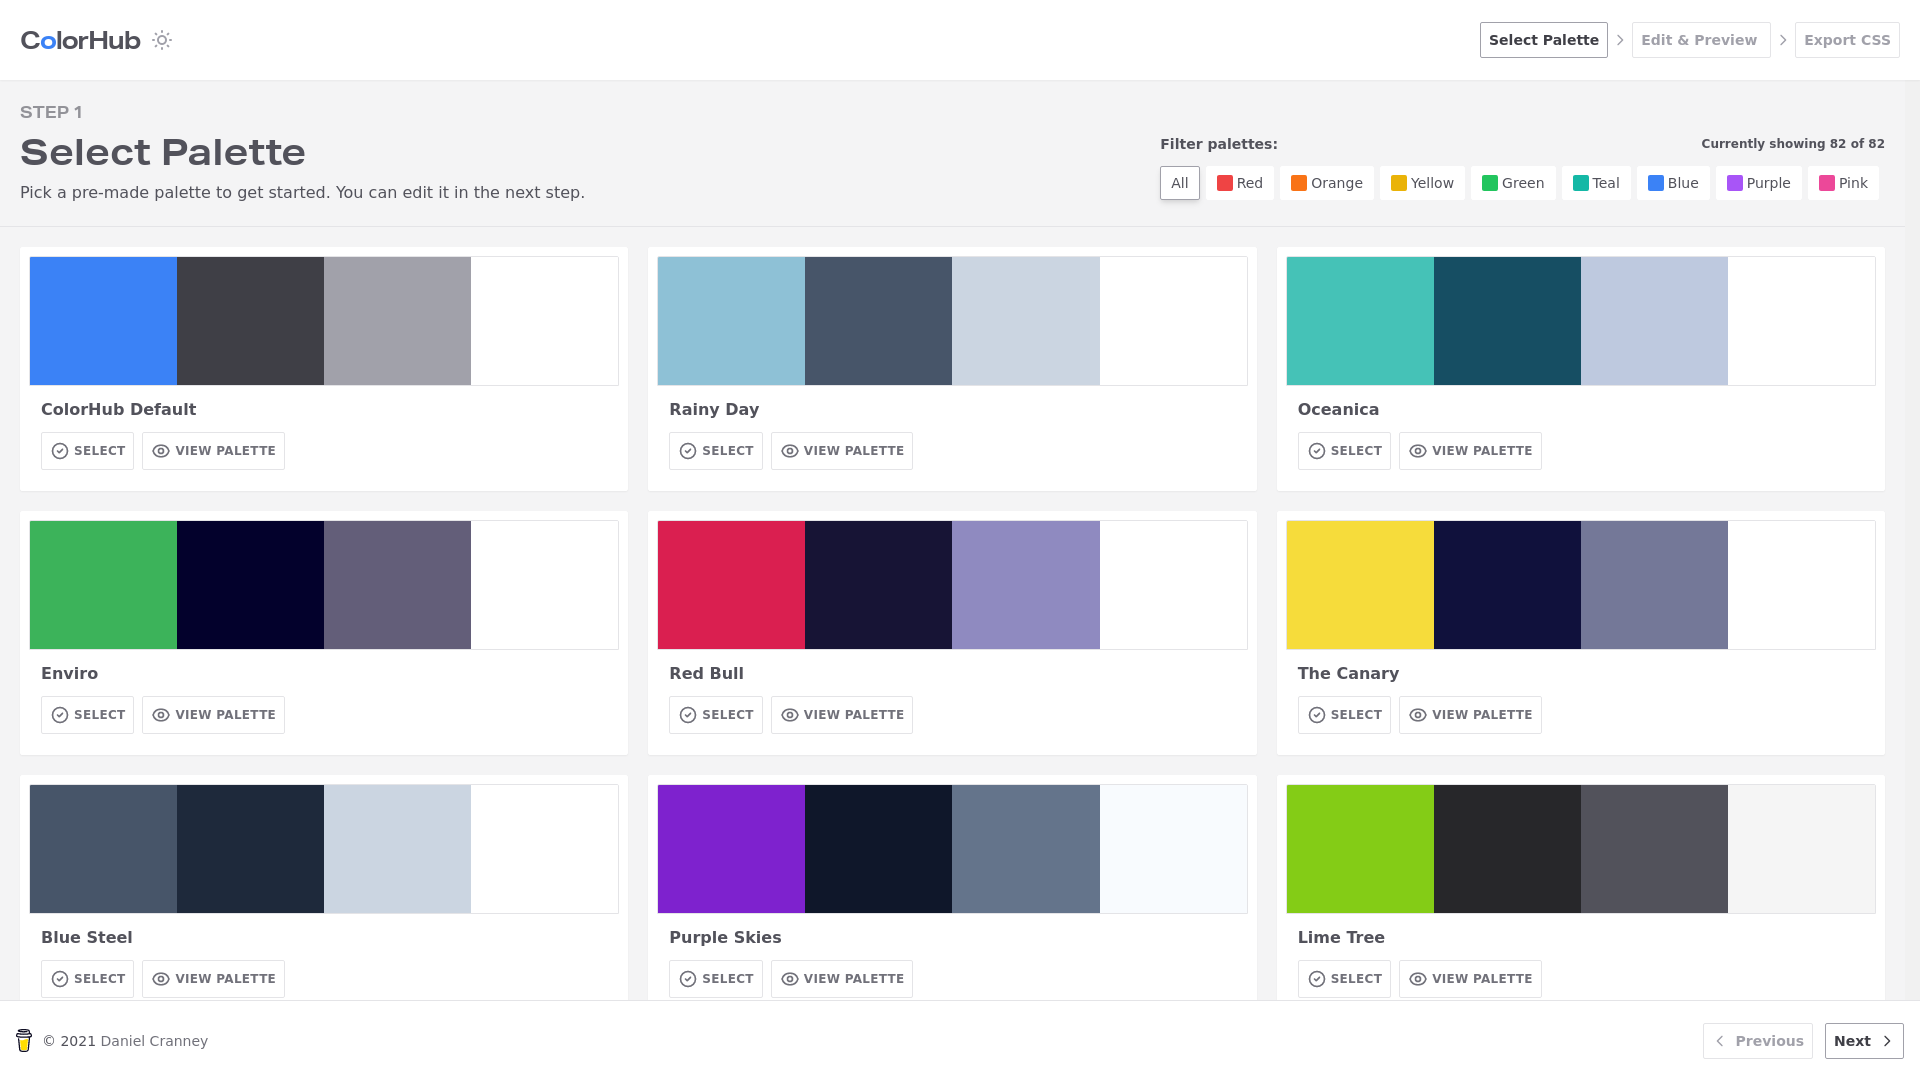 ColorHub
Select Palette
Edit & Preview
Export CSS
STEP 1
Select Palette
Pick a pre-made palette to get started. You can edit it in the next step.
Filter palettes:
Currently showing 82 of 82
All
Red
Orange
Yellow
Green
Teal
Blue
Purple
Pink
ColorHub Default
SELECT
VIEW PALETTE
Rainy Day
SELECT
VIEW PALETTE
Oceanica
SELECT
VIEW PALETTE
Enviro
SELECT
VIEW PALETTE
Red Bull
SELECT
VIEW PALETTE
The Canary
SELECT
VIEW PALETTE
Blue Steel
SELECT
VIEW PALETTE
Purple Skies
SELECT
VIEW PALETTE
Lime Tree
SELECT
VIEW PALETTE
© 2021 Daniel Cranney
Previous
Next